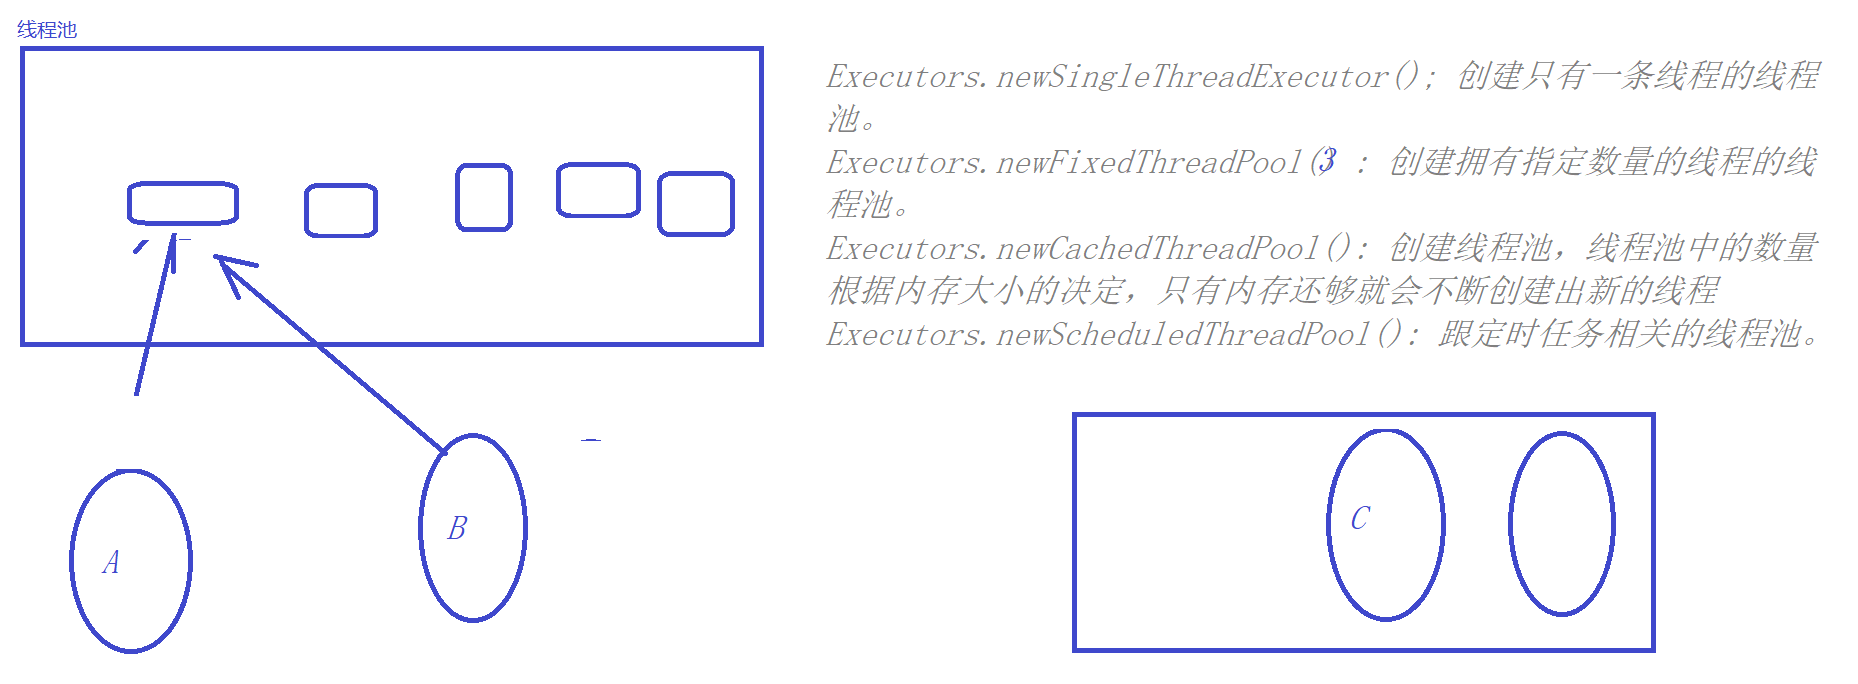 线程池
Executors.newSingleThreadExecutor(); 创建只有一条线程的线程
池。
Executors.newFixedThreadPool(3) : 创建拥有指定数量的线程的线
程池。
Executors.newCachedThreadPool(): 创建线程池，线程池中的数量
根据内存大小的决定，只有内存还够就会不断创建出新的线程
Executors.newScheduledThreadPool(): 跟定时任务相关的线程池。
A
B
C